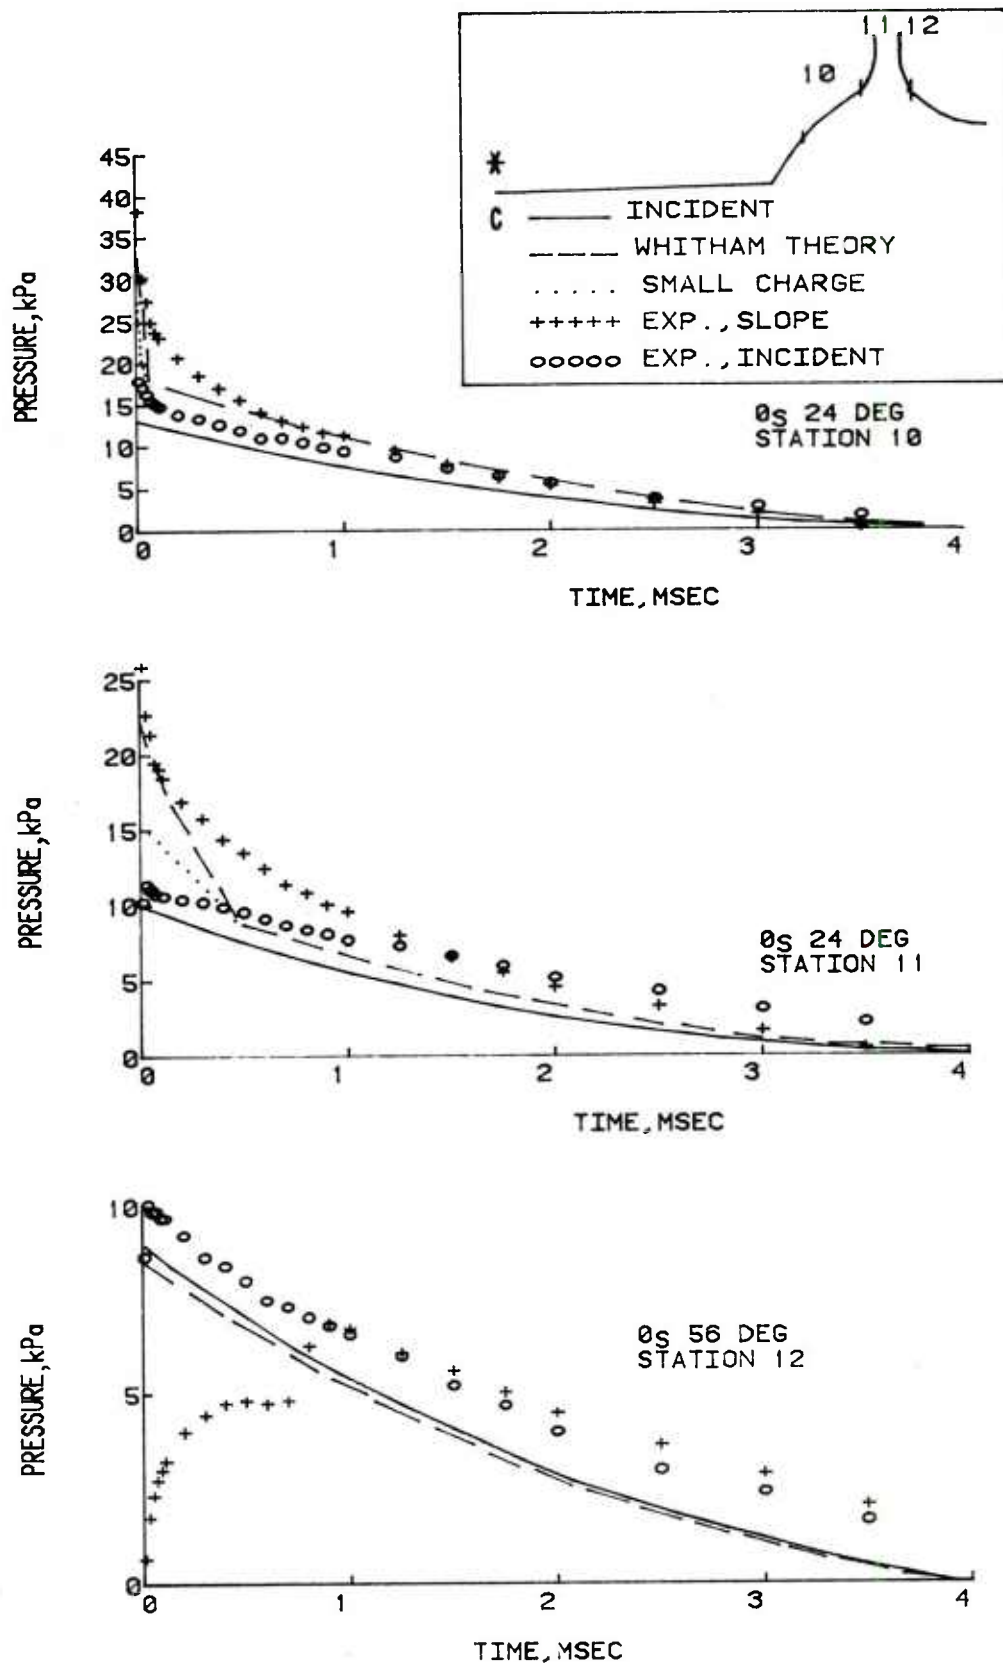 11,12
10
C
INCIDENT
WHITHAM THEORY
SMALL CHARGE
+++++ EXP., SLOPE
ooooo EXP., INCIDENT
PRESSURE, kPa
45
40
35
30
25
20
15
10
5
0
0 1 2 3 4
0s 24 DEG
STATION 10
TIME, MSEC
PRESSURE, kPa
25
20
15
10
5
0
0 1 2 3 4
0s 24 DEG
STATION 11
TIME, MSEC
PRESSURE, kPa
10
5
0
0 1 2 3 4
0s 56 DEG
STATION 12
TIME, MSEC